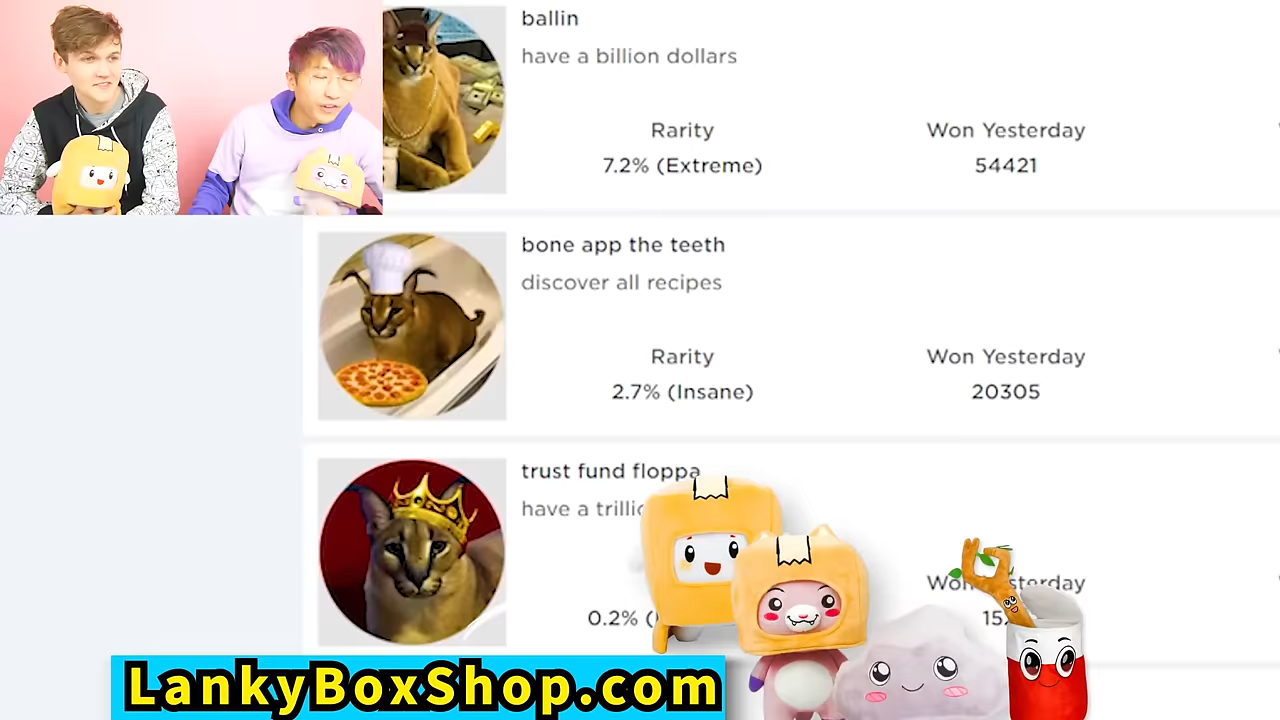 ballin
have a billion dollars
Rarity
Won Yesterday
7.2% (Extreme)
54421
bone app the teeth
discover all recipes
Rarity
Won Yesterday
2.7% (Insane)
20305
trust fund floppa
have a
0.2%
LankyBoxShop.com